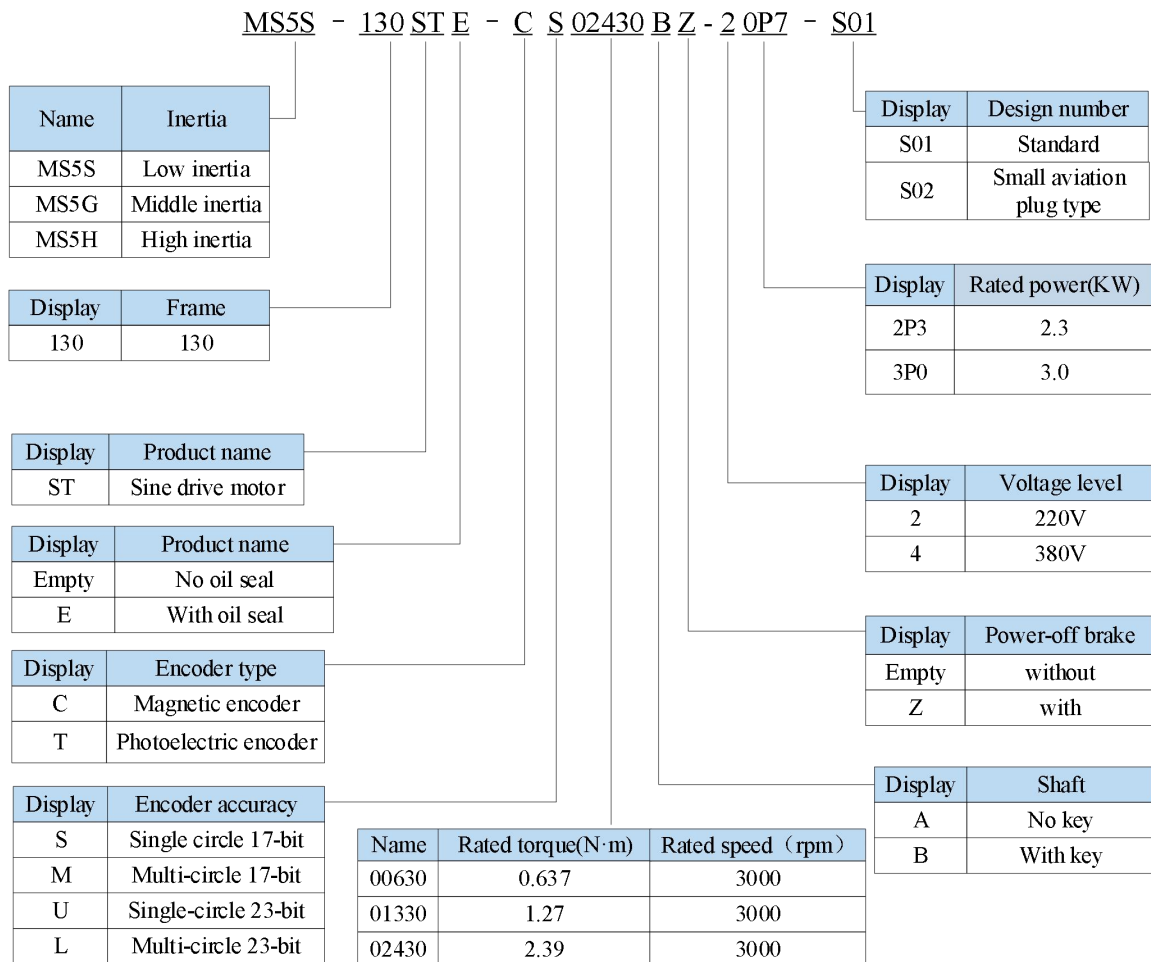 MS5S - 130 ST E - C S 02430 B Z - 2 0P7 - S01
Name Inertia
MS5S Low inertia
MS5G Middle inertia
MS5H High inertia
Display Frame
130 130
Display Product name
ST Sine drive motor
Display Product name
Empty No oil seal
E With oil seal
Display Encoder type
C Magnetic encoder
T Photoelectric encoder
Display Encoder accuracy
S Single circle 17-bit
M Multi-circle 17-bit
U Single-circle 23-bit
L Multi-circle 23-bit
Name Rated torque(N·m) Rated speed（rpm）
00630 0.637 3000
01330 1.27 3000
02430 2.39 3000
Display Design number
S01 Standard
S02 Small aviation
plug type
Display Rated power(KW)
2P3 2.3
3P0 3.0
Display Voltage level
2 220V
4 380V
Display Power-off brake
Empty without
Z with
Display Shaft
A No key
B With key